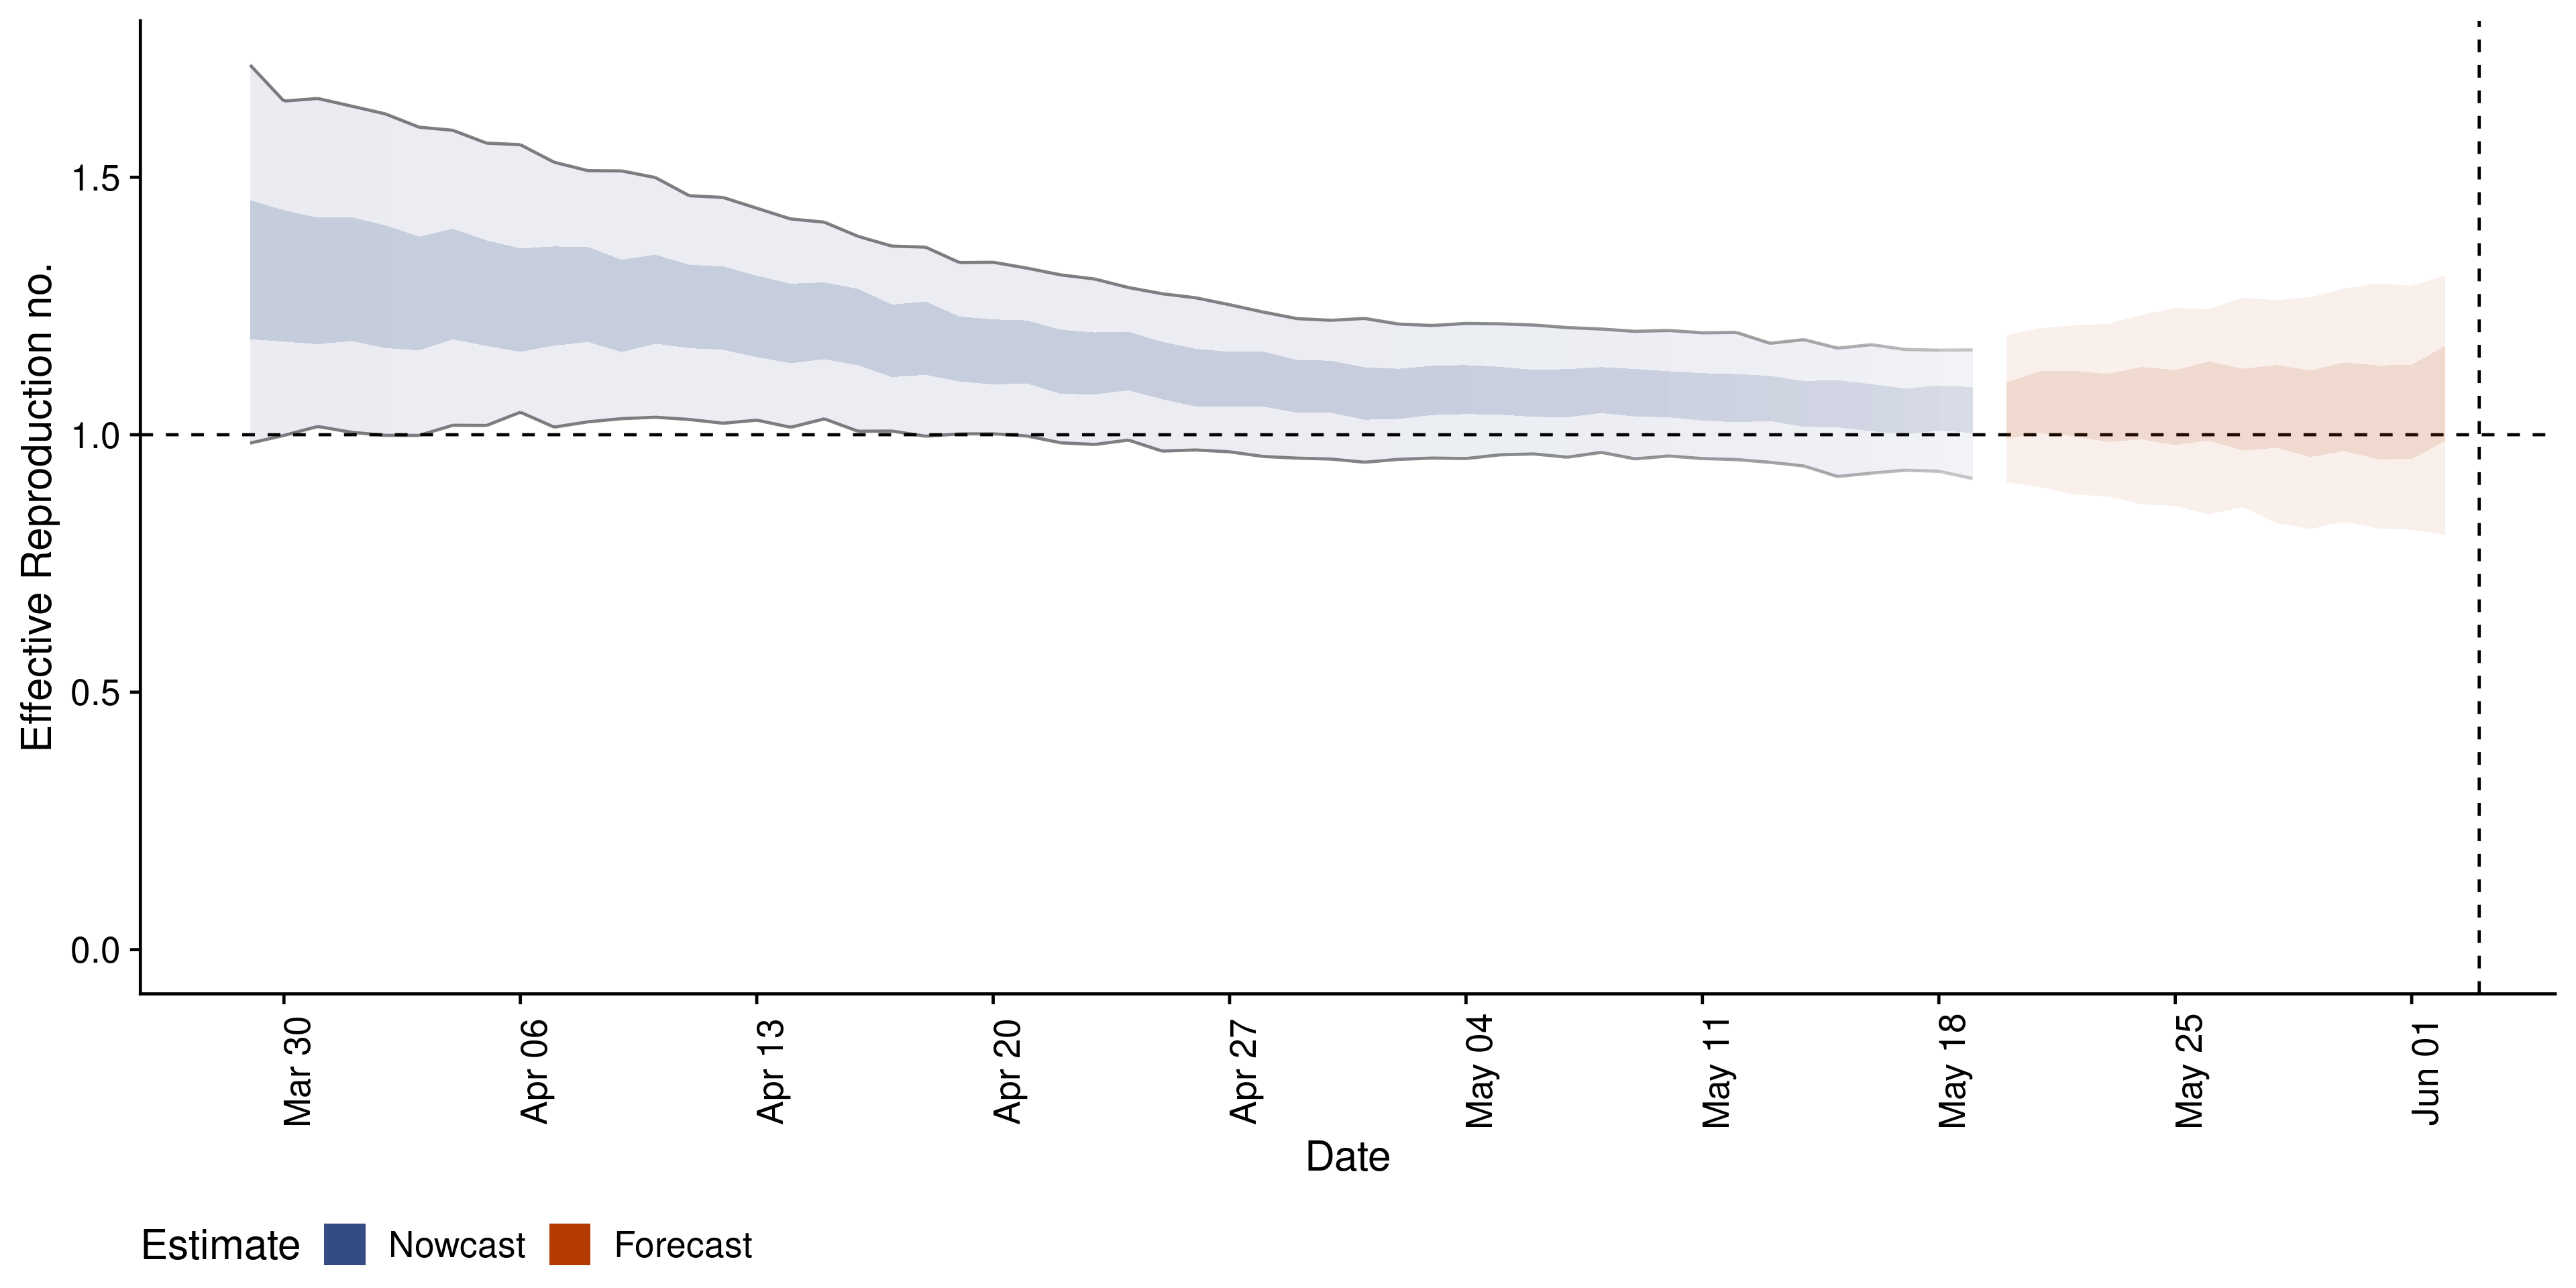 Effective Reproduction no.
1.5
1.0
0.5
0.0
Mar 30
Apr 06
Apr 13
Apr 20
Apr 27
May 04
May 11
May 18
May 25
Jun 01
Date
Estimate Nowcast Forecast